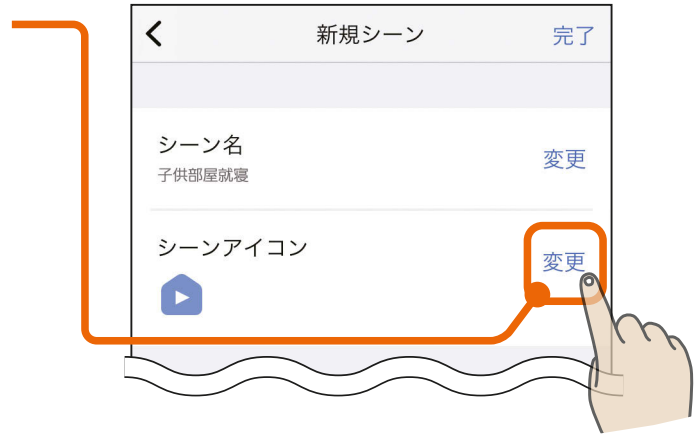 新規シーン
完了
シーン名
子供部屋就寝
変更
シーンアイコン
変更